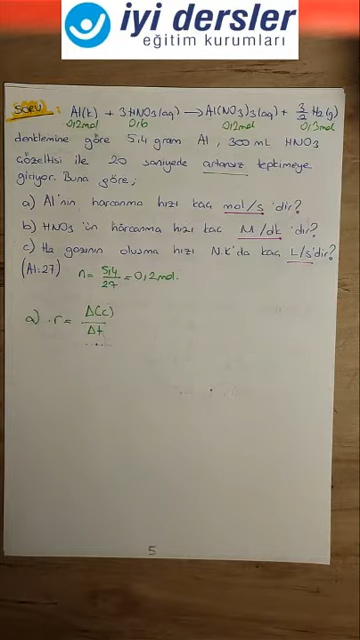 iyi dersler
eğitim kurumları
SORU: Al(k) + 3HNO3(aq) → Al(NO3)3(aq) + 3/2 H2(g)
0,2mol 0,6 0,2mol 0,3mol
denklemine göre 5,4 gram Al, 300 mL HNO3
çözeltisi ile 20 saniyede artansız tepkimeye
giriyor. Buna göre;
a) Al'nin harcanma hızı kaç mol/s 'dir?
b) HNO3 'ün harcanma hızı kaç M/dk 'dır?
c) H2 gazının oluşma hızı N.K'da kaç L/s'dir?
(Al:27) n = 5,4/27 = 0,2mol.
a) · r = Δ(c)/Δt
5